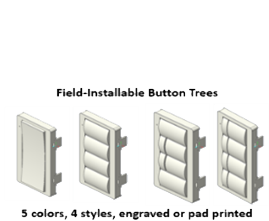 Field-Installable Button Trees
5 colors, 4 styles, engraved or pad printed